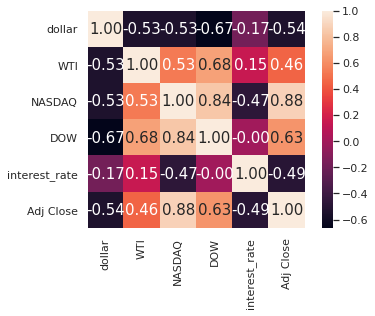 dollar 1.00 -0.53 -0.53 -0.67 -0.17 -0.54
WTI -0.53 1.00 0.53 0.68 0.15 0.46
NASDAQ -0.53 0.53 1.00 0.84 -0.47 0.88
DOW -0.67 0.68 0.84 1.00 -0.00 0.63
interest_rate -0.17 0.15 -0.47 -0.00 1.00 -0.49
Adj Close -0.54 0.46 0.88 0.63 -0.49 1.00
dollar
WTI
NASDAQ
DOW
interest_rate
Adj Close
1.0
0.8
0.6
0.4
0.2
0.0
−0.2
−0.4
−0.6